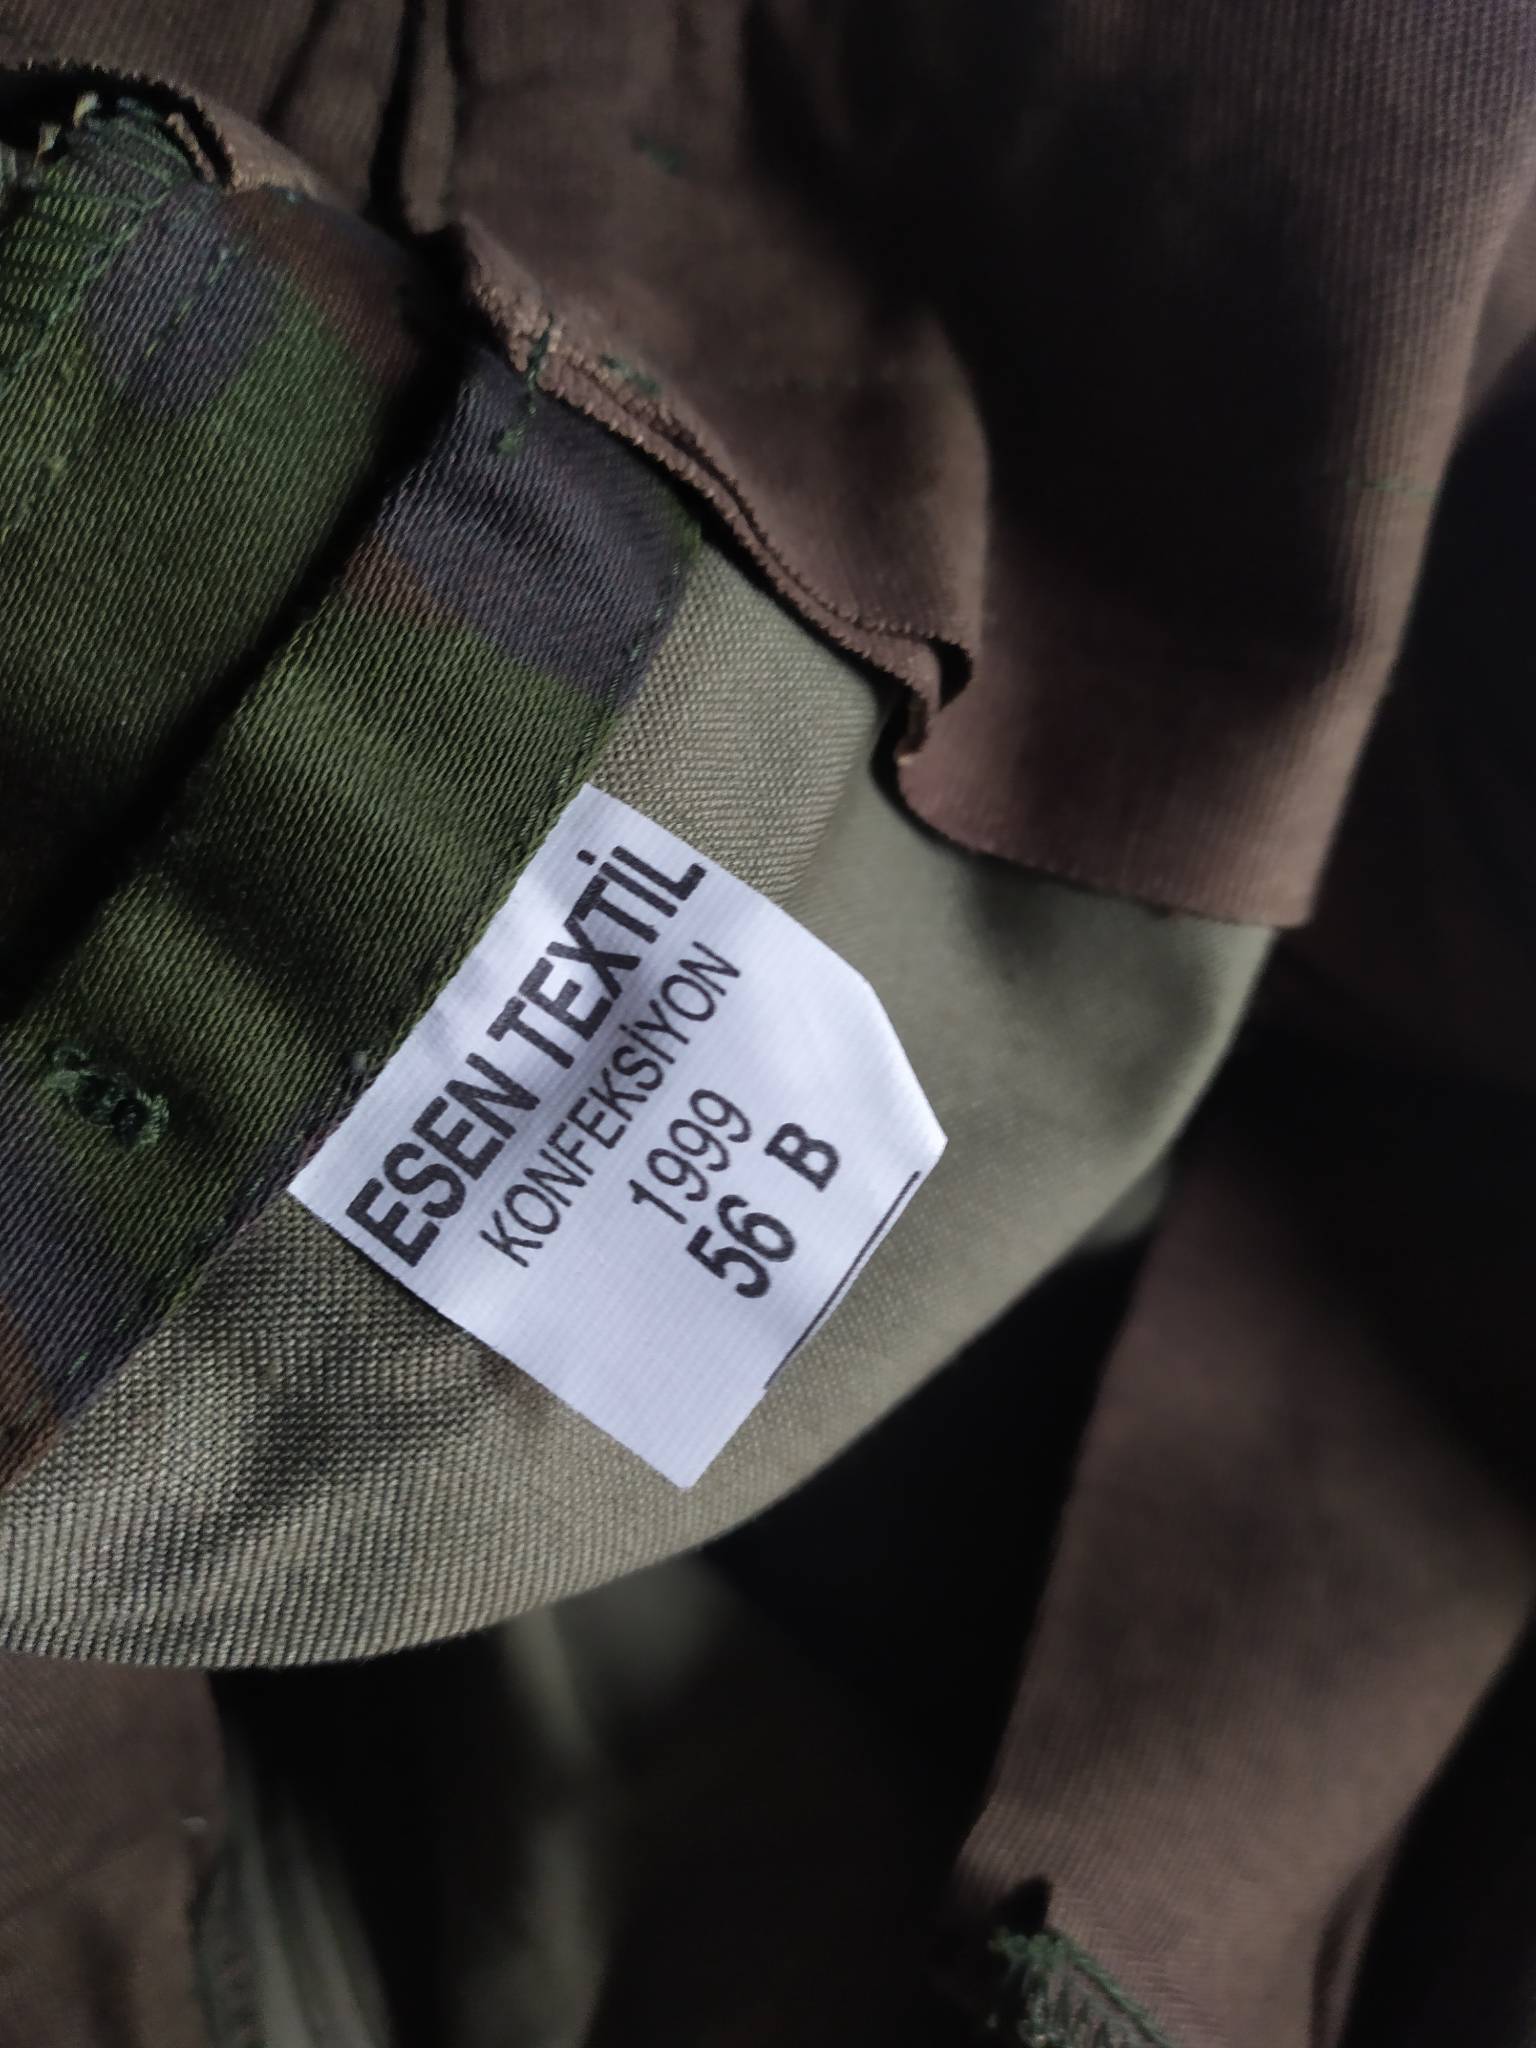 ESEN TEXTİL
KONFEKSİYON
1999
56 B